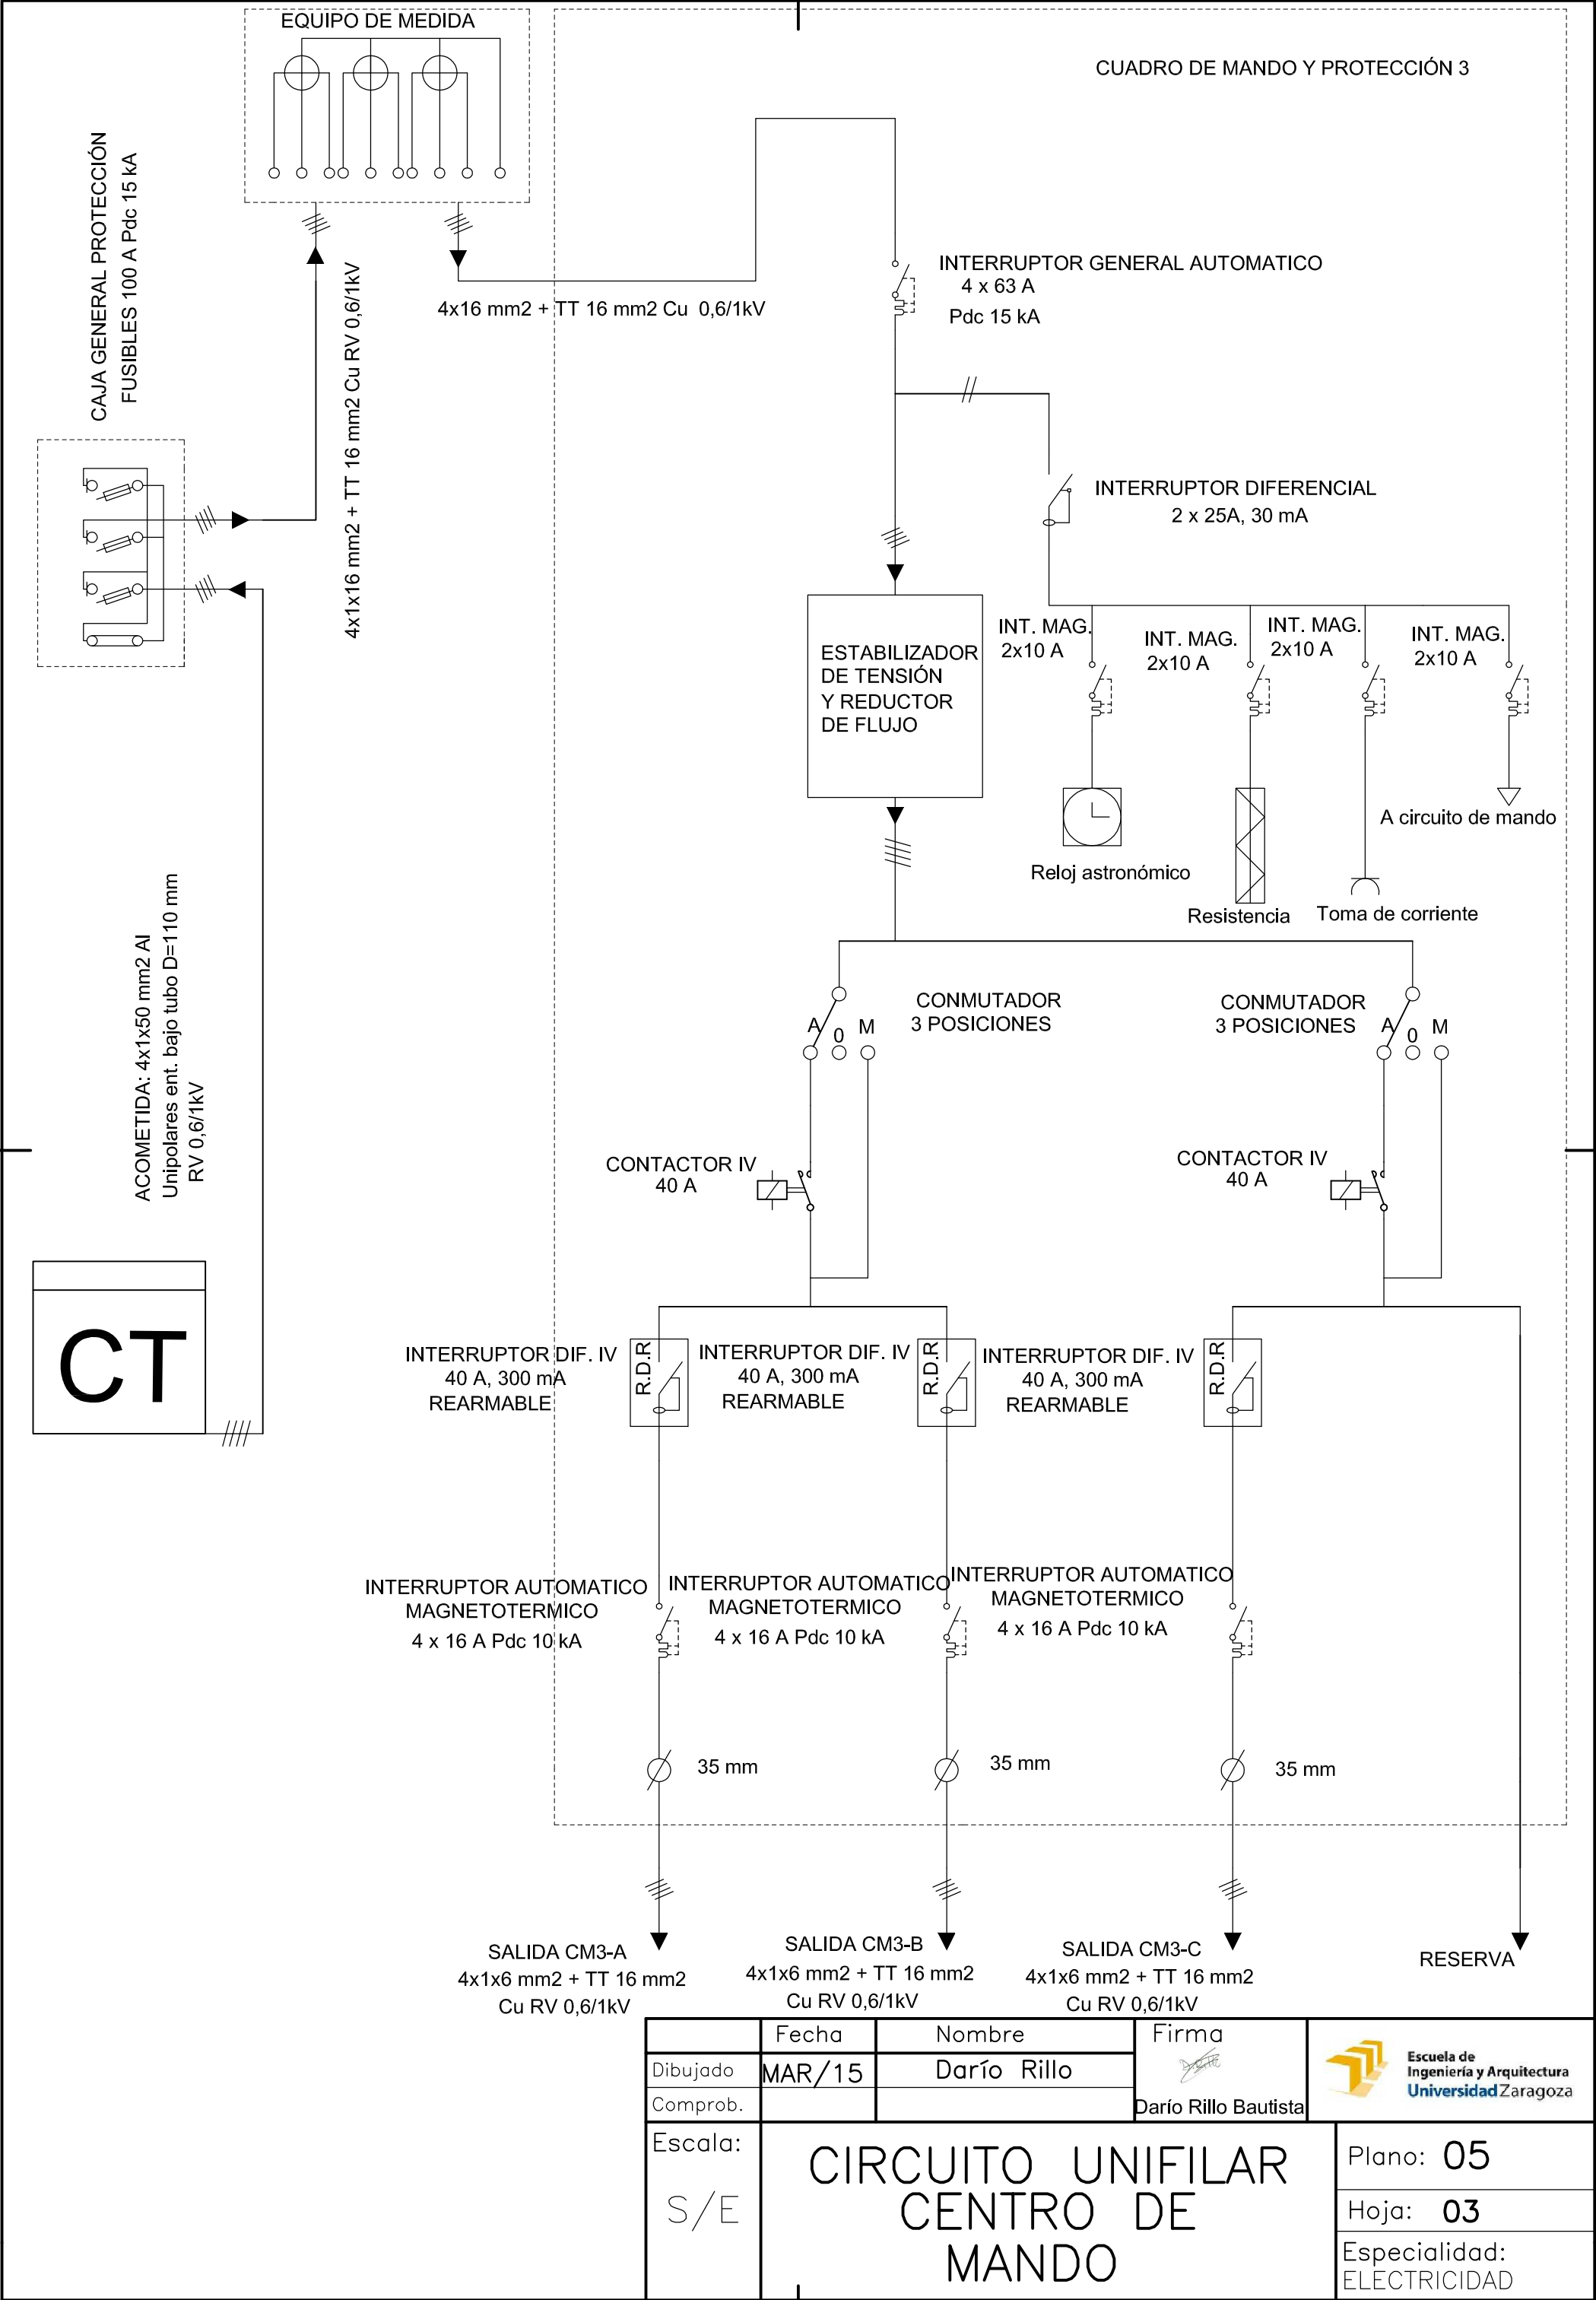 EQUIPO DE MEDIDA
CUADRO DE MANDO Y PROTECCIÓN 3
CAJA GENERAL PROTECCIÓN
FUSIBLES 100 A Pdc 15 kA
4x1x16 mm2 + TT 16 mm2 Cu RV 0,6/1kV
4x16 mm2 + TT 16 mm2 Cu  0,6/1kV
INTERRUPTOR GENERAL AUTOMATICO
4 x 63 A
Pdc 15 kA
INTERRUPTOR DIFERENCIAL
2 x 25A, 30 mA
ESTABILIZADOR
DE TENSIÓN
Y REDUCTOR
DE FLUJO
INT. MAG.
2x10 A
INT. MAG.
2x10 A
INT. MAG.
2x10 A
INT. MAG.
2x10 A
Reloj astronómico
Resistencia
Toma de corriente
A circuito de mando
ACOMETIDA: 4x1x50 mm2 Al
Unipolares ent. bajo tubo D=110 mm
RV 0,6/1kV
CT
CONMUTADOR
3 POSICIONES
A
0
M
CONMUTADOR
3 POSICIONES
A
0
M
CONTACTOR IV
40 A
CONTACTOR IV
40 A
INTERRUPTOR DIF. IV
40 A, 300 mA
REARMABLE
R.D.R
INTERRUPTOR DIF. IV
40 A, 300 mA
REARMABLE
R.D.R
INTERRUPTOR DIF. IV
40 A, 300 mA
REARMABLE
R.D.R
INTERRUPTOR AUTOMATICO
MAGNETOTERMICO
4 x 16 A Pdc 10 kA
INTERRUPTOR AUTOMATICO
MAGNETOTERMICO
4 x 16 A Pdc 10 kA
INTERRUPTOR AUTOMATICO
MAGNETOTERMICO
4 x 16 A Pdc 10 kA
35 mm
35 mm
35 mm
SALIDA CM3-A
4x1x6 mm2 + TT 16 mm2
Cu RV 0,6/1kV
SALIDA CM3-B
4x1x6 mm2 + TT 16 mm2
Cu RV 0,6/1kV
SALIDA CM3-C
4x1x6 mm2 + TT 16 mm2
Cu RV 0,6/1kV
RESERVA
Fecha
Nombre
Firma
Dibujado
MAR/15
Darío Rillo
Comprob.
Darío Rillo Bautista
Escuela de
Ingeniería y Arquitectura
Universidad Zaragoza
Escala:
S/E
CIRCUITO UNIFILAR
CENTRO DE
MANDO
Plano: 05
Hoja: 03
Especialidad:
ELECTRICIDAD